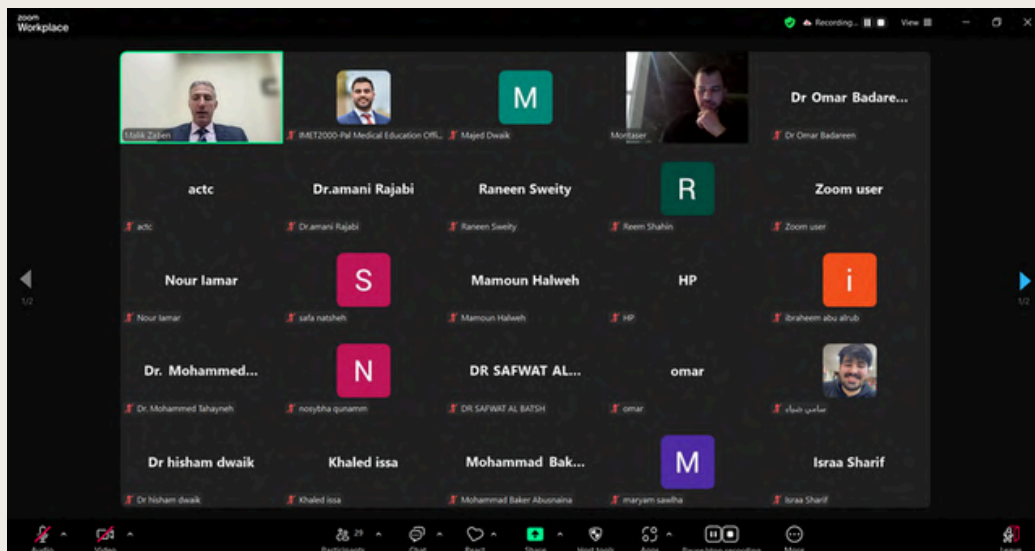 zoom
Workplace
Recording...
View
Malik Zaben
IMET2000-Pal Medical Education Offi...
M
Majed Dwaik
Montaser
Dr Omar Badare...
Dr Omar Badareen
actc
actc
Dr.amani Rajabi
Dr.amani Rajabi
Raneen Sweity
Raneen Sweity
R
Reem Shahin
Zoom user
Zoom user
Nour lamar
Nour lamar
S
safa natsheh
Mamoun Halweh
Mamoun Halweh
HP
HP
i
ibraheem abu alrub
1/2
1/2
Dr. Mohammed...
Dr. Mohammed Tahayneh
N
nosybha qunamm
DR SAFWAT AL...
DR SAFWAT AL BATSH
omar
omar
سامي ضياء
Dr hisham dwaik
Dr hisham dwaik
Khaled issa
Khaled issa
Mohammad Bak...
Mohammad Baker Abusnaina
M
maryam sawlha
Israa Sharif
Israa Sharif
29